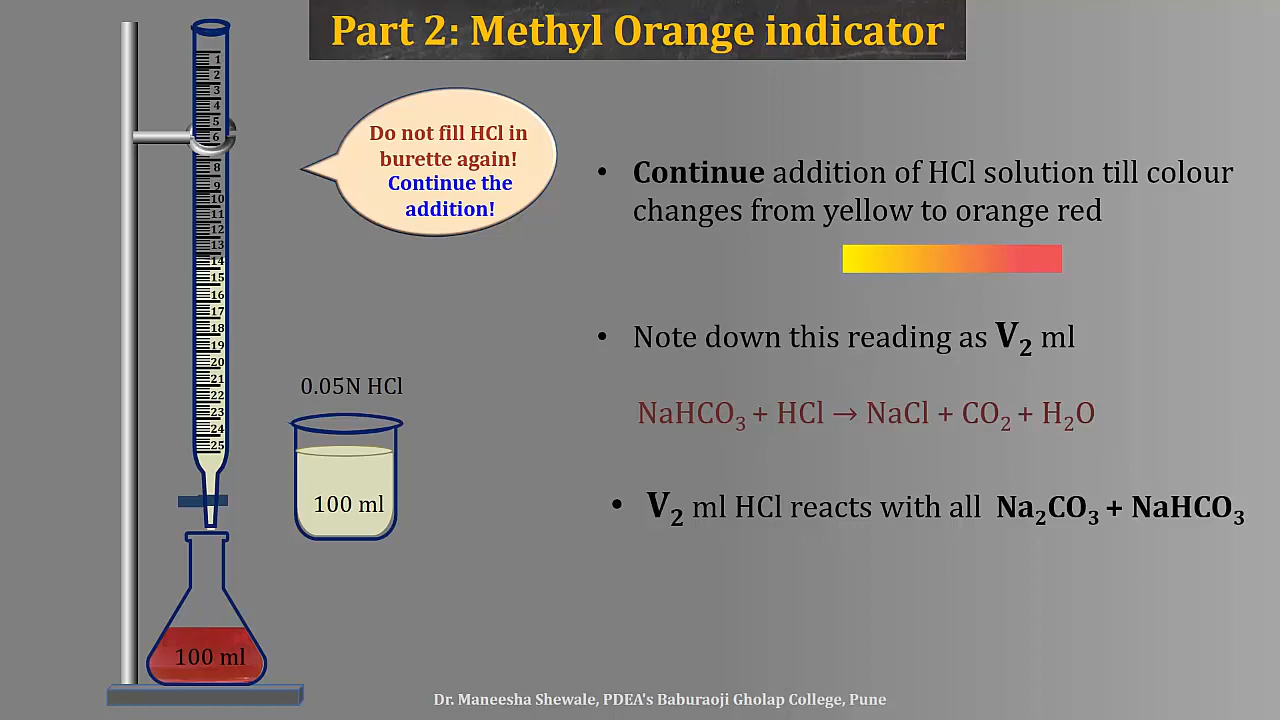 Part 2: Methyl Orange indicator
1
2
3
4
5
6
8
9
10
11
12
13
14
15
16
17
18
19
20
21
22
23
24
25
Do not fill HCl in
burette again!
Continue the
addition!
• Continue addition of HCl solution till colour
changes from yellow to orange red
• Note down this reading as V₂ ml
0.05N HCl
NaHCO₃ + HCl → NaCl + CO₂ + H₂O
100 ml
• V₂ ml HCl reacts with all Na₂CO₃ + NaHCO₃
100 ml
Dr. Maneesha Shewale, PDEA's Baburaoji Gholap College, Pune